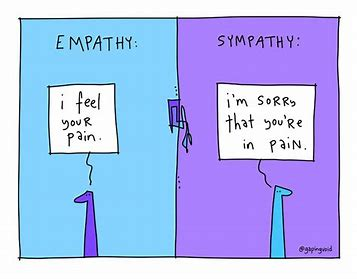 EMPATHY:
i feel
youR
pain.
SYMPATHY:
i'm SORRy
that you're
in PaiN.
@gapingvoid